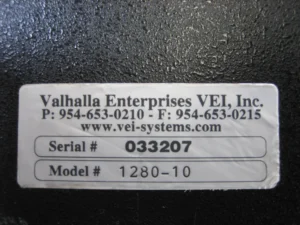 Valhalla Enterprises VEI, Inc.
P: 954-653-0210 - F: 954-653-0215
www.vei-systems.com
Serial # 033207
Model # 1280-10